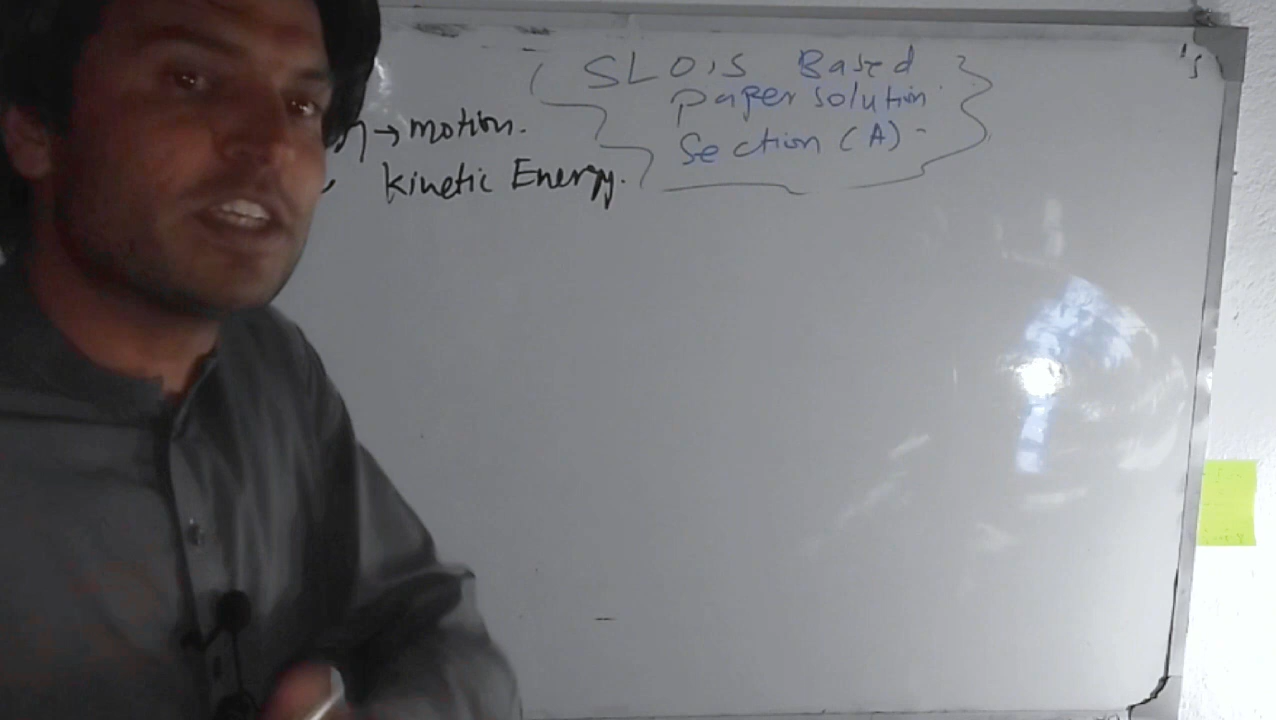 SLO's Based
paper solution
Section (A) -
→ motion.
Kinetic Energy.
's